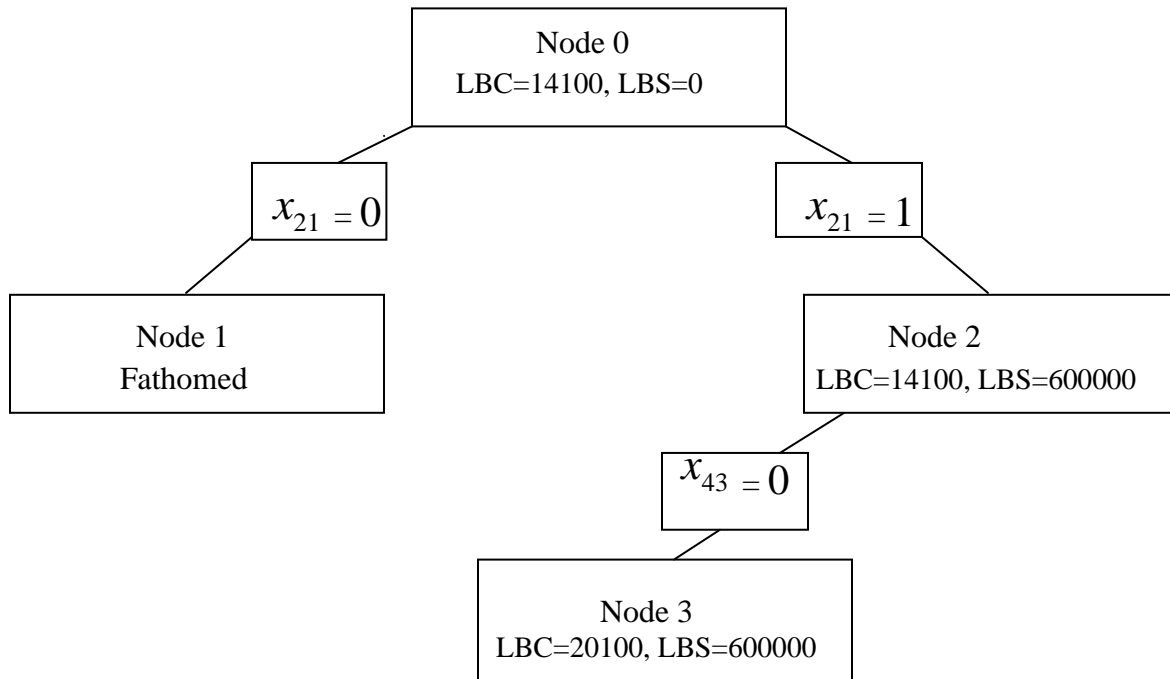 Node 0
LBC=14100, LBS=0
x₂₁ = 0
x₂₁ = 1
Node 1
Fathomed
Node 2
LBC=14100, LBS=600000
x₄₃ = 0
Node 3
LBC=20100, LBS=600000